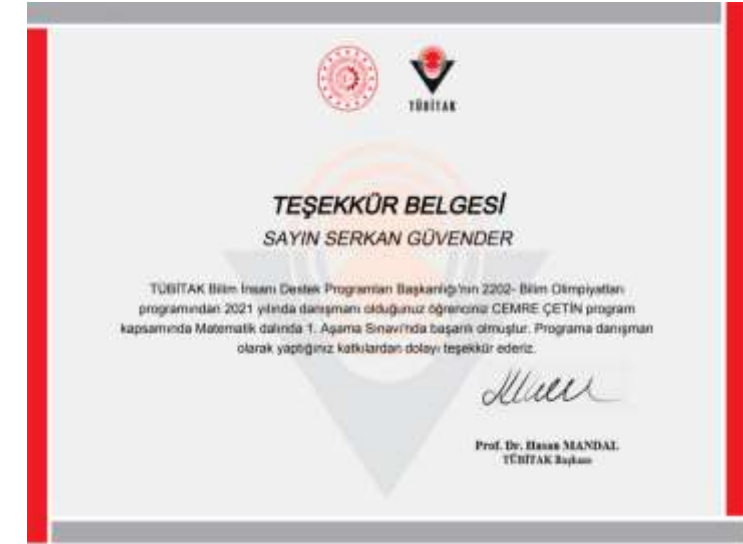 TÜBİTAK
TEŞEKKÜR BELGESİ
SAYIN SERKAN GÜVENDER
TÜBİTAK Bilim İnsanı Destek Programları Başkanlığı'nın 2202- Bilim Olimpiyatları
programından 2021 yılında danışmanı olduğunuz öğrenciniz CEMRE ÇETİN program
kapsamında Matematik dalında 1. Aşama Sınavı'nda başarılı olmuştur. Programa danışman
olarak yaptığınız katkılardan dolayı teşekkür ederiz.
Prof. Dr. Hasan MANDAL
TÜBİTAK Başkanı